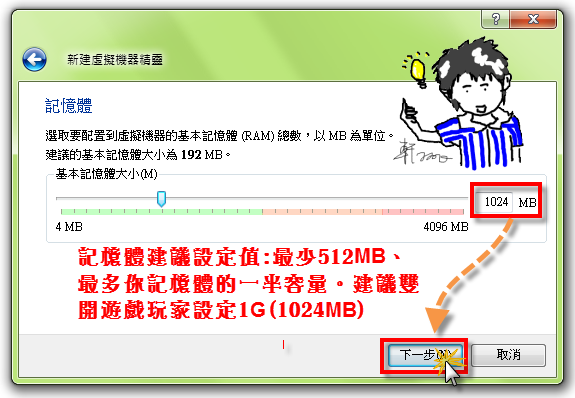 新建虛擬機器精靈
記憶體
選取要配置到虛擬機器的基本記憶體 (RAM) 總數，以 MB 為單位。
建議的基本記憶體大小為 192 MB。
基本記憶體大小(M)
1024 MB
4 MB 4096 MB
記憶體建議設定值:最少512MB、
最多你記憶體的一半容量。建議雙
開遊戲玩家設定1G(1024MB)
下一步(N) 取消